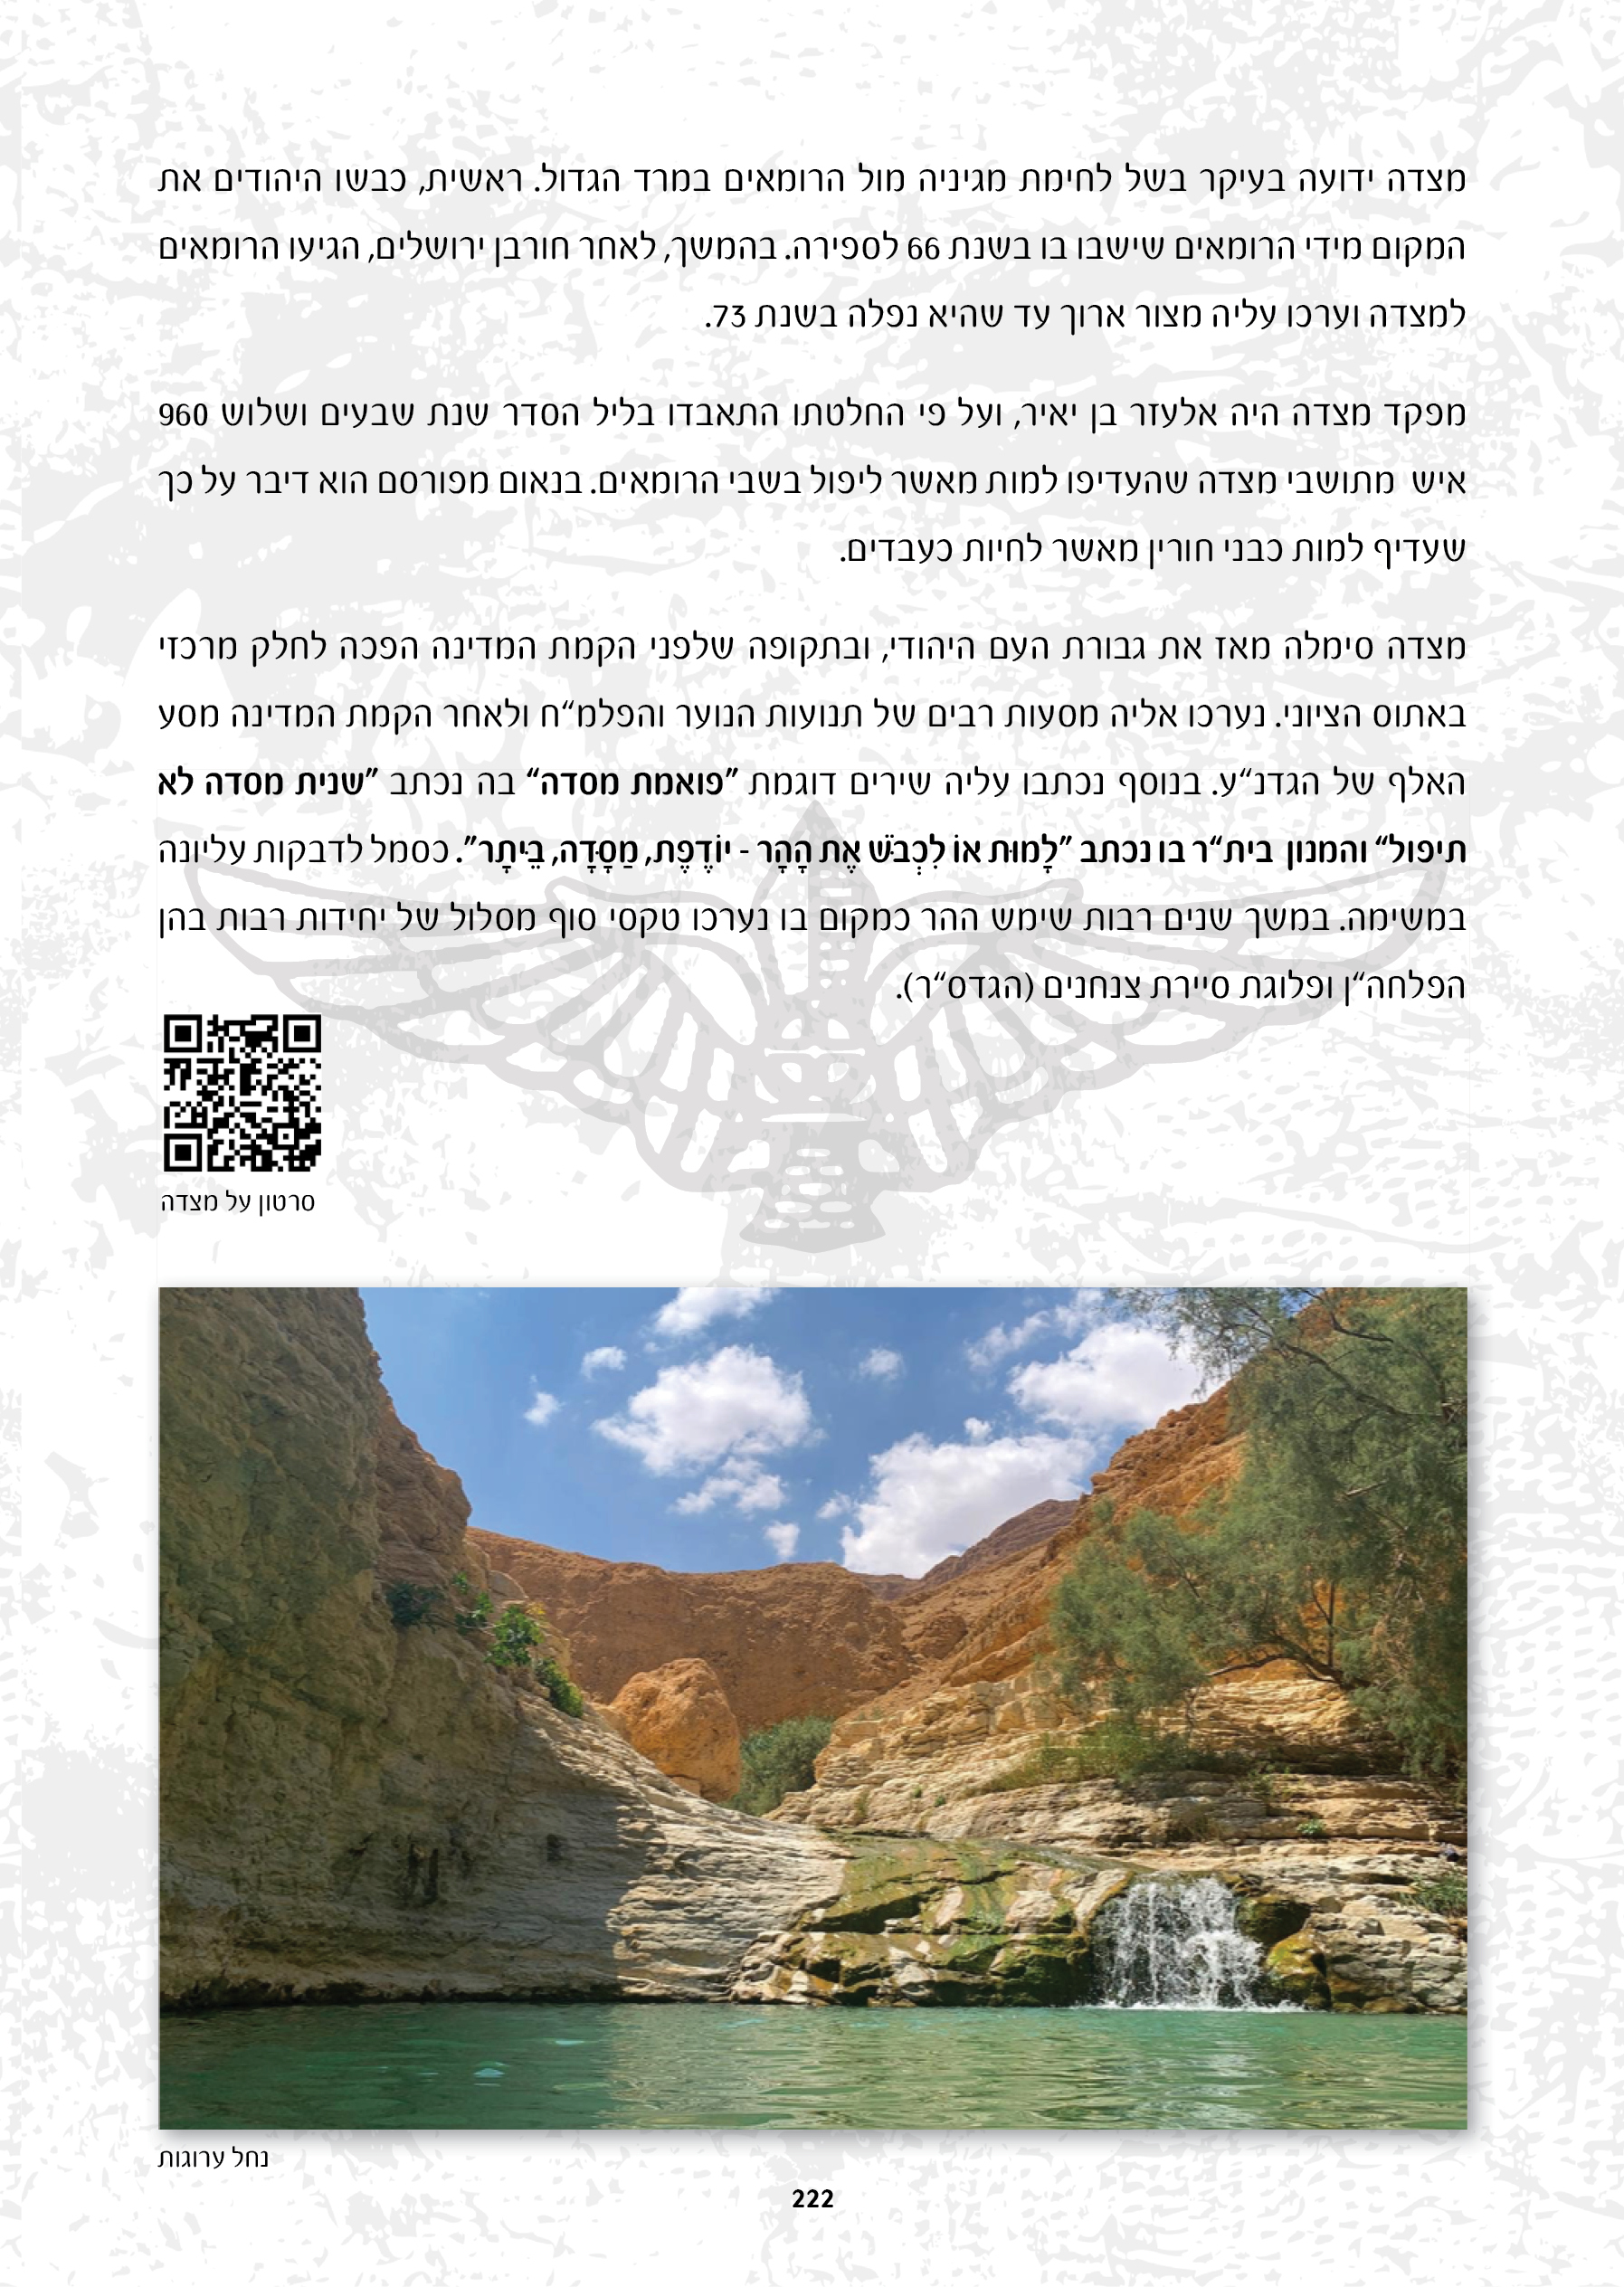 מצדה ידועה בעיקר בשל לחימת מגיניה מול הרומאים במרד הגדול. ראשית, כבשו היהודים את
המקום מידי הרומאים שישבו בו בשנת 66 לספירה. בהמשך, לאחר חורבן ירושלים, הגיעו הרומאים
למצדה וערכו עליה מצור ארוך עד שהיא נפלה בשנת 73.
מפקד מצדה היה אלעזר בן יאיר, ועל פי החלטתו התאבדו בליל הסדר שנת שבעים ושלוש 960
איש מתושבי מצדה שהעדיפו למות מאשר ליפול בשבי הרומאים. בנאום מפורסם הוא דיבר על כך
שעדיף למות כבני חורין מאשר לחיות כעבדים.
מצדה סימלה מאז את גבורת העם היהודי, ובתקופה שלפני הקמת המדינה הפכה לחלק מרכזי
באתוס הציוני. נערכו אליה מסעות רבים של תנועות הנוער והפלמ“ח ולאחר הקמת המדינה מסע
האלף של הגדנ“ע. בנוסף נכתבו עליה שירים דוגמת ”פואמת מסדה“ בה נכתב ”שנית מסדה לא
תיפול“ והמנון בית“ר בו נכתב ”לָמוּת אוֹ לִכְבֹּשׁ אֶת הָהָר - יוֹדֶפֶת, מַסָּדָה, בֵּיתָר”. כסמל לדבקות עליונה
במשימה. במשך שנים רבות שימש ההר כמקום בו נערכו טקסי סוף מסלול של יחידות רבות בהן
הפלחה“ן ופלוגת סיירת צנחנים (הגדס“ר).
סרטון על מצדה
נחל ערוגות
222